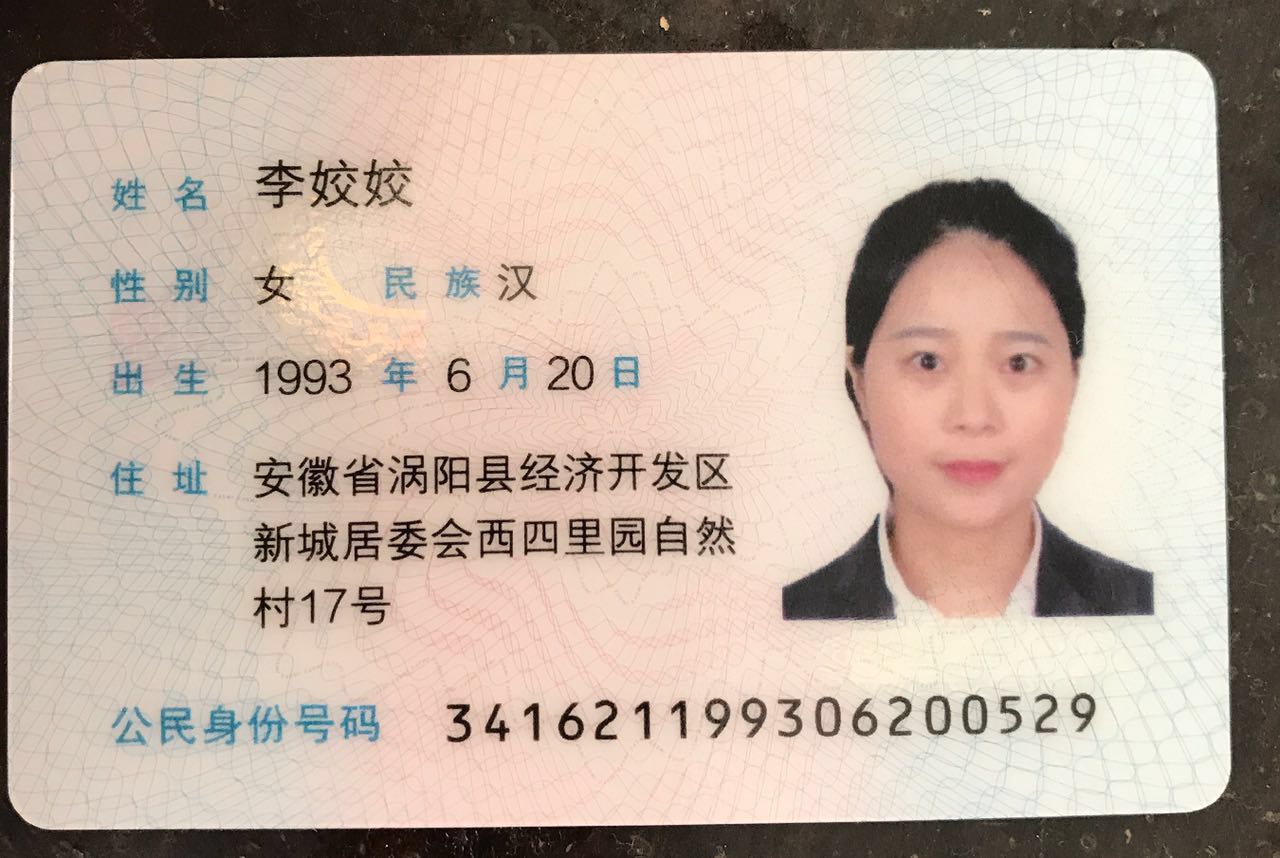 姓名 李姣姣
性别 女 民族 汉
出生 1993 年 6 月 20 日
住址 安徽省涡阳县经济开发区
新城居委会西四里园自然
村17号
公民身份号码 341621199306200529